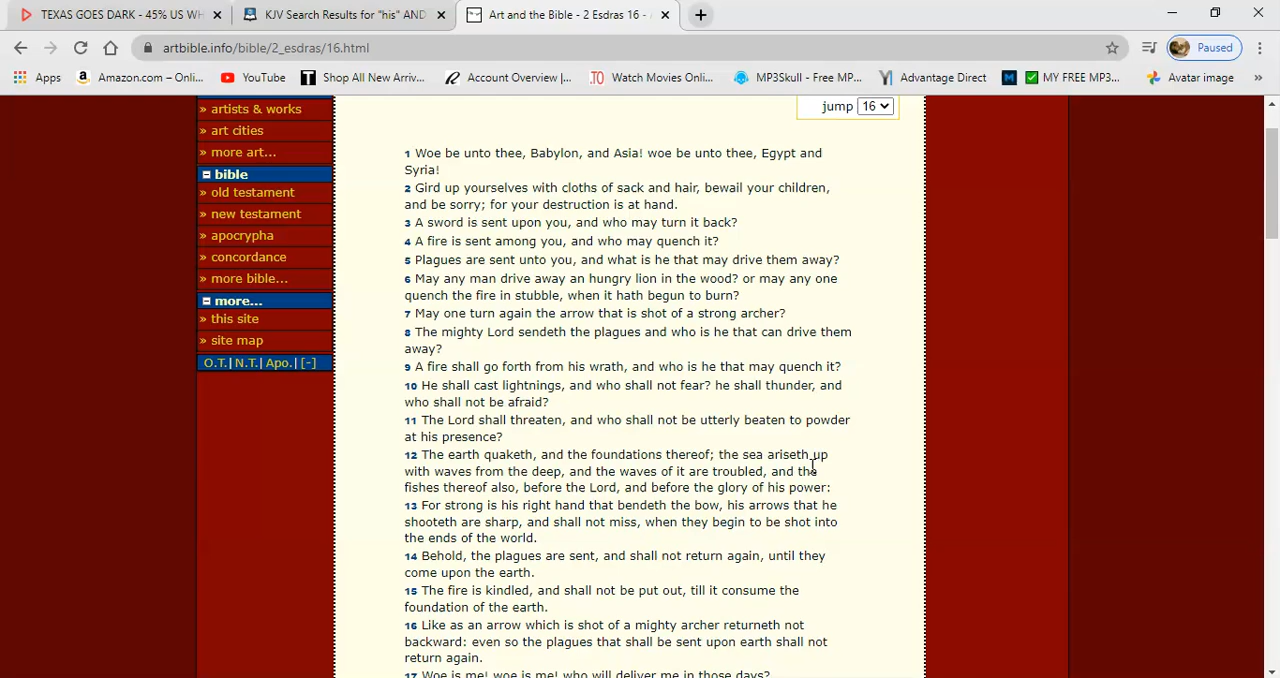 TEXAS GOES DARK - 45% US WH
KJV Search Results for "his" AND
Art and the Bible - 2 Esdras 16 -
artbible.info/bible/2_esdras/16.html
Paused
Apps
Amazon.com – Onli...
YouTube
Shop All New Arriv...
Account Overview |...
Watch Movies Onlin...
MP3Skull - Free MP...
Advantage Direct
MY FREE MP3...
Avatar image
»
» artists & works
» art cities
» more art...
bible
» old testament
» new testament
» apocrypha
» concordance
» more bible...
more...
» this site
» site map
O.T.| N.T.| Apo.| [-]
jump 16
1 Woe be unto thee, Babylon, and Asia! woe be unto thee, Egypt and
Syria!
2 Gird up yourselves with cloths of sack and hair, bewail your children,
and be sorry; for your destruction is at hand.
3 A sword is sent upon you, and who may turn it back?
4 A fire is sent among you, and who may quench it?
5 Plagues are sent unto you, and what is he that may drive them away?
6 May any man drive away an hungry lion in the wood? or may any one
quench the fire in stubble, when it hath begun to burn?
7 May one turn again the arrow that is shot of a strong archer?
8 The mighty Lord sendeth the plagues and who is he that can drive them
away?
9 A fire shall go forth from his wrath, and who is he that may quench it?
10 He shall cast lightnings, and who shall not fear? he shall thunder, and
who shall not be afraid?
11 The Lord shall threaten, and who shall not be utterly beaten to powder
at his presence?
12 The earth quaketh, and the foundations thereof; the sea ariseth up
with waves from the deep, and the waves of it are troubled, and the
fishes thereof also, before the Lord, and before the glory of his power:
13 For strong is his right hand that bendeth the bow, his arrows that he
shooteth are sharp, and shall not miss, when they begin to be shot into
the ends of the world.
14 Behold, the plagues are sent, and shall not return again, until they
come upon the earth.
15 The fire is kindled, and shall not be put out, till it consume the
foundation of the earth.
16 Like as an arrow which is shot of a mighty archer returneth not
backward: even so the plagues that shall be sent upon earth shall not
return again.
17 Woe is me! woe is me! who will deliver me in those days?